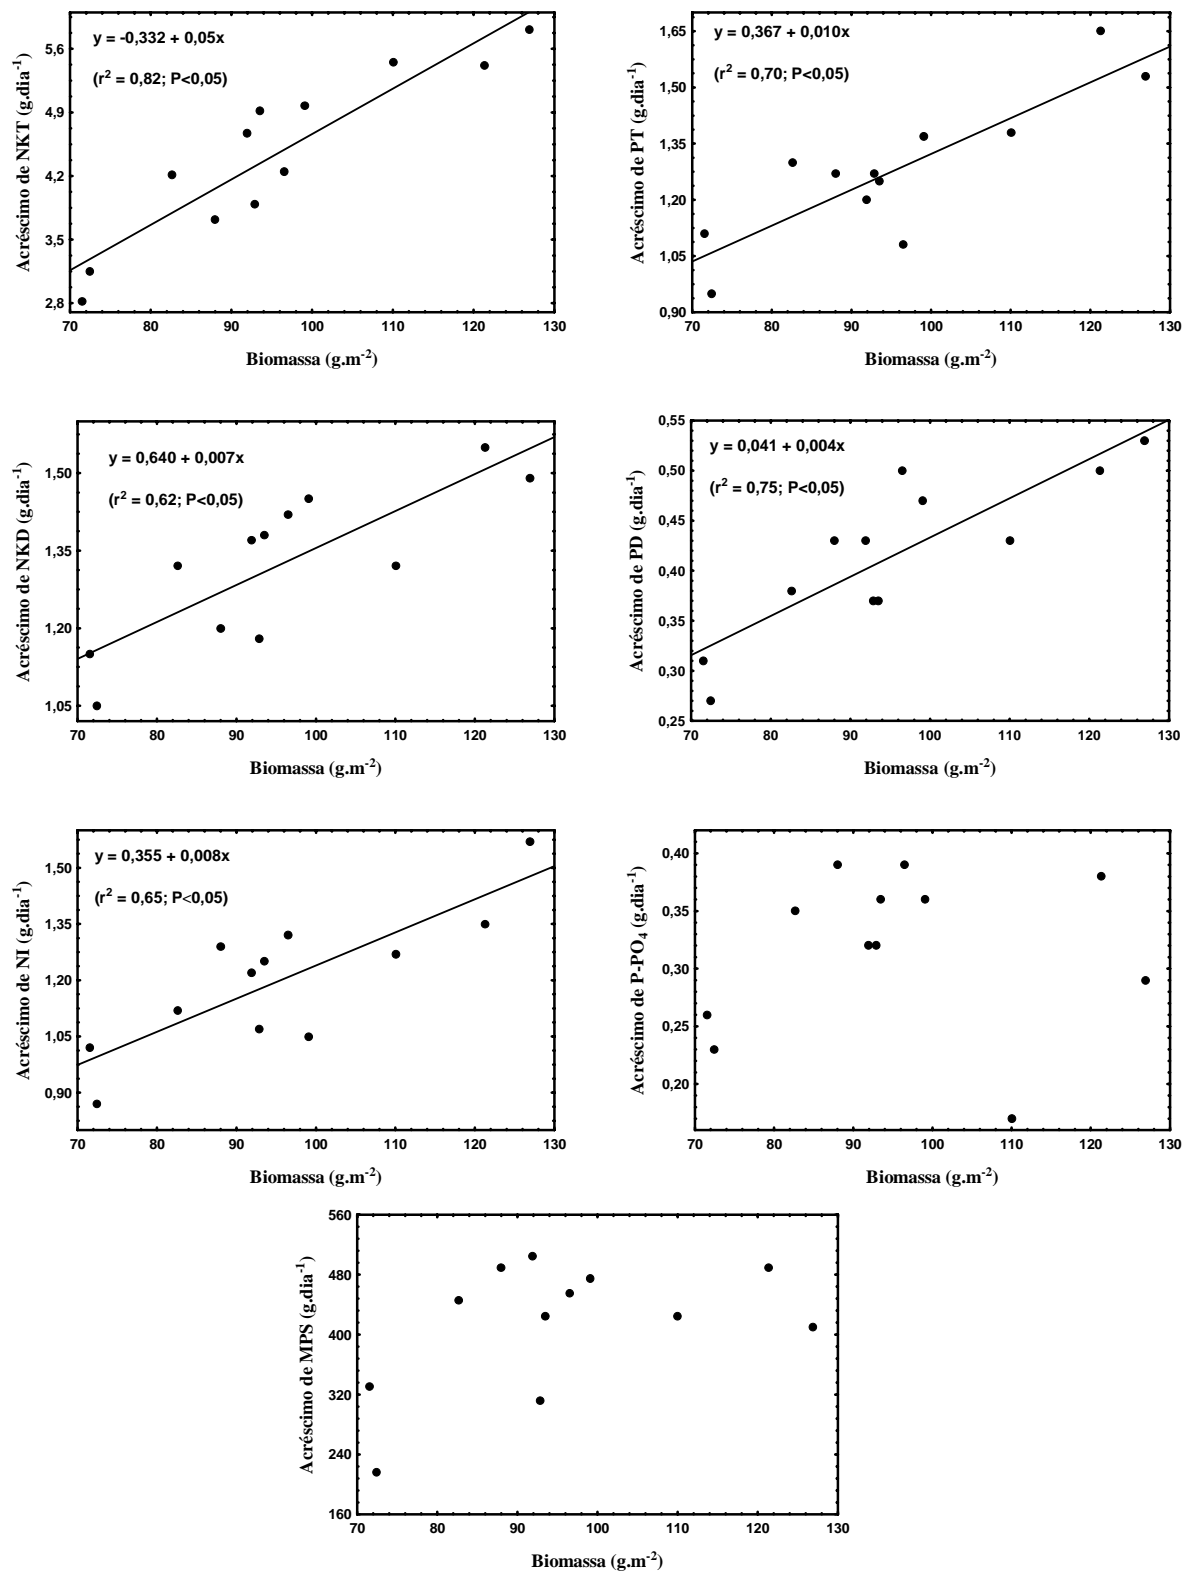 y = -0,332 + 0,05x
(r² = 0,82; P<0,05)
Acréscimo de NKT (g.dia⁻¹)
5,6
4,9
4,2
3,5
2,8
70 80 90 100 110 120 130
Biomassa (g.m⁻²)
y = 0,367 + 0,010x
(r² = 0,70; P<0,05)
Acréscimo de PT (g.dia⁻¹)
1,65
1,50
1,35
1,20
1,05
0,90
70 80 90 100 110 120 130
Biomassa (g.m⁻²)
y = 0,640 + 0,007x
(r² = 0,62; P<0,05)
Acréscimo de NKD (g.dia⁻¹)
1,50
1,35
1,20
1,05
70 80 90 100 110 120 130
Biomassa (g.m⁻²)
y = 0,041 + 0,004x
(r² = 0,75; P<0,05)
Acréscimo de PD (g.dia⁻¹)
0,55
0,50
0,45
0,40
0,35
0,30
0,25
70 80 90 100 110 120 130
Biomassa (g.m⁻²)
y = 0,355 + 0,008x
(r² = 0,65; P<0,05)
Acréscimo de NI (g.dia⁻¹)
1,50
1,35
1,20
1,05
0,90
70 80 90 100 110 120 130
Biomassa (g.m⁻²)
Acréscimo de P-PO₄ (g.dia⁻¹)
0,40
0,35
0,30
0,25
0,20
70 80 90 100 110 120 130
Biomassa (g.m⁻²)
Acréscimo de MPS (g.dia⁻¹)
560
480
400
320
240
160
70 80 90 100 110 120 130
Biomassa (g.m⁻²)